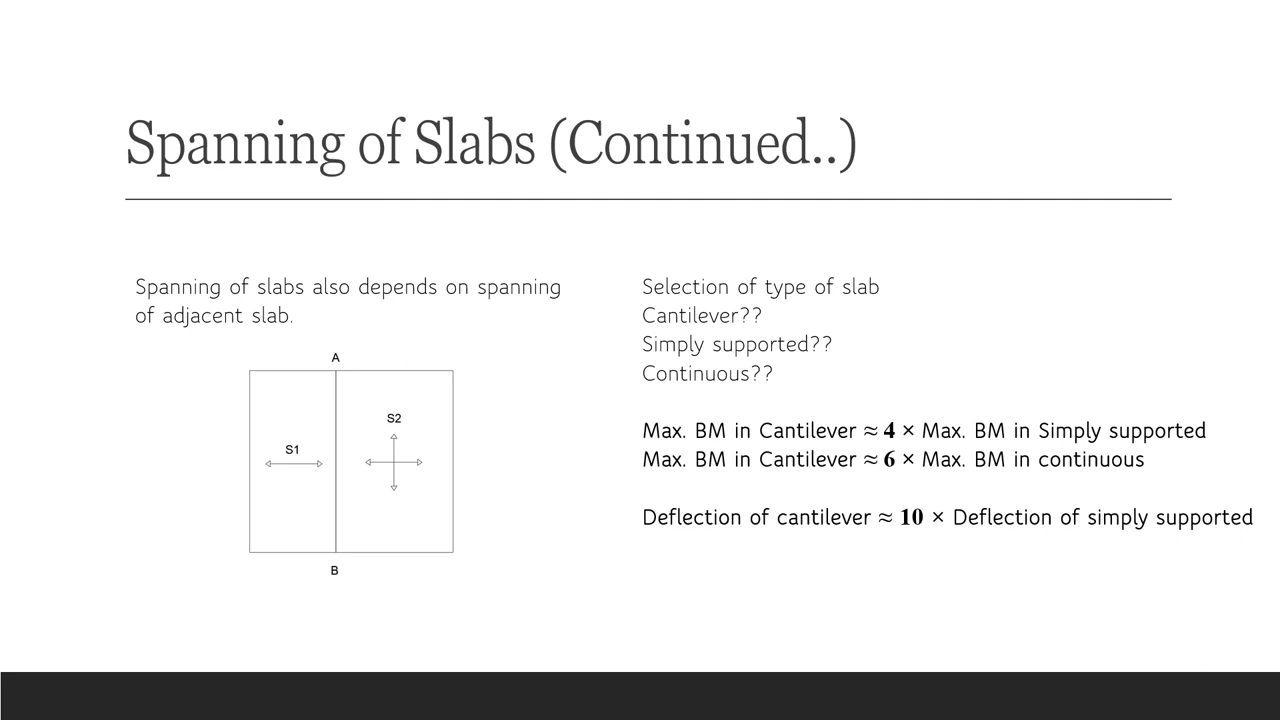 Spanning of Slabs (Continued..)
Spanning of slabs also depends on spanning
of adjacent slab.
A
S1
S2
B
Selection of type of slab
Cantilever??
Simply supported??
Continuous??
Max. BM in Cantilever ≈ 4 × Max. BM in Simply supported
Max. BM in Cantilever ≈ 6 × Max. BM in continuous
Deflection of cantilever ≈ 10 × Deflection of simply supported